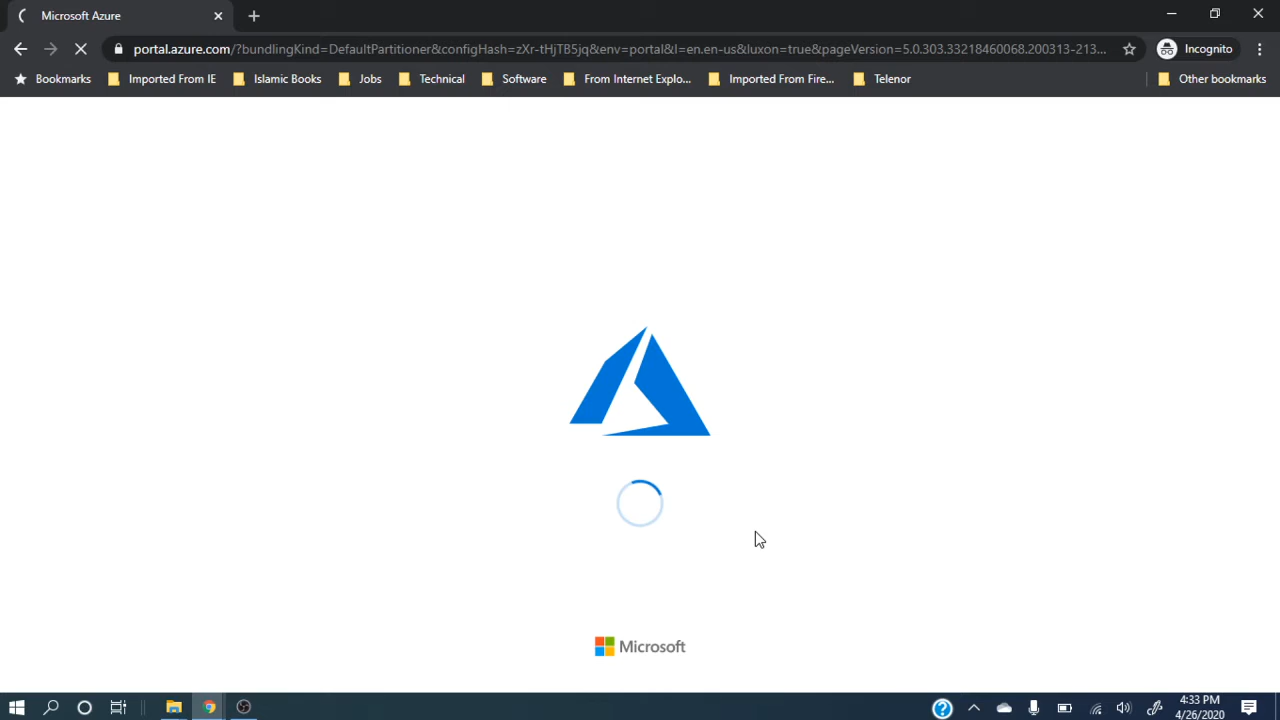 Microsoft Azure
portal.azure.com/?bundlingKind=DefaultPartitioner&configHash=zXr-tHjTB5jq&env=portal&l=en.en-us&luxon=true&pageVersion=5.0.303.33218460068.200313-213...
Incognito
Bookmarks
Imported From IE
Islamic Books
Jobs
Technical
Software
From Internet Explo...
Imported From Fire...
Telenor
Other bookmarks
Microsoft
4:33 PM
4/26/2020